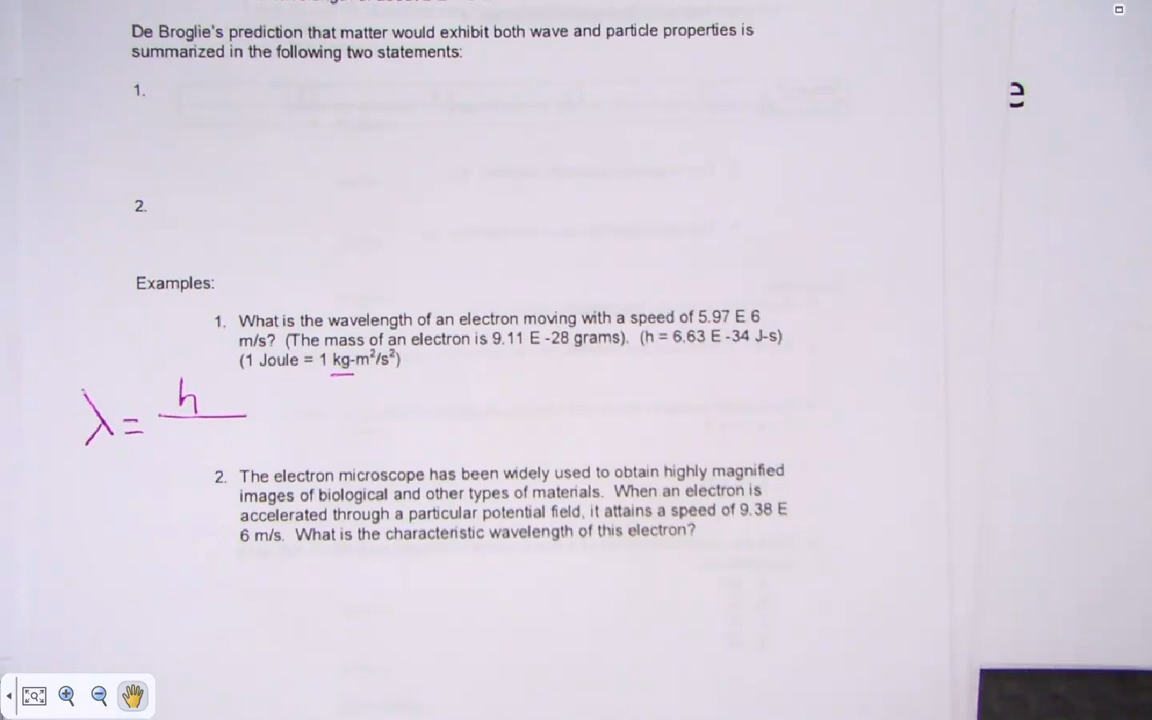 De Broglie's prediction that matter would exhibit both wave and particle properties is
summarized in the following two statements:
1.
2.
Examples:
1. What is the wavelength of an electron moving with a speed of 5.97 E 6
m/s? (The mass of an electron is 9.11 E -28 grams). (h = 6.63 E -34 J-s)
(1 Joule = 1 kg-m²/s²)
λ = h
2. The electron microscope has been widely used to obtain highly magnified
images of biological and other types of materials. When an electron is
accelerated through a particular potential field, it attains a speed of 9.38 E
6 m/s. What is the characteristic wavelength of this electron?